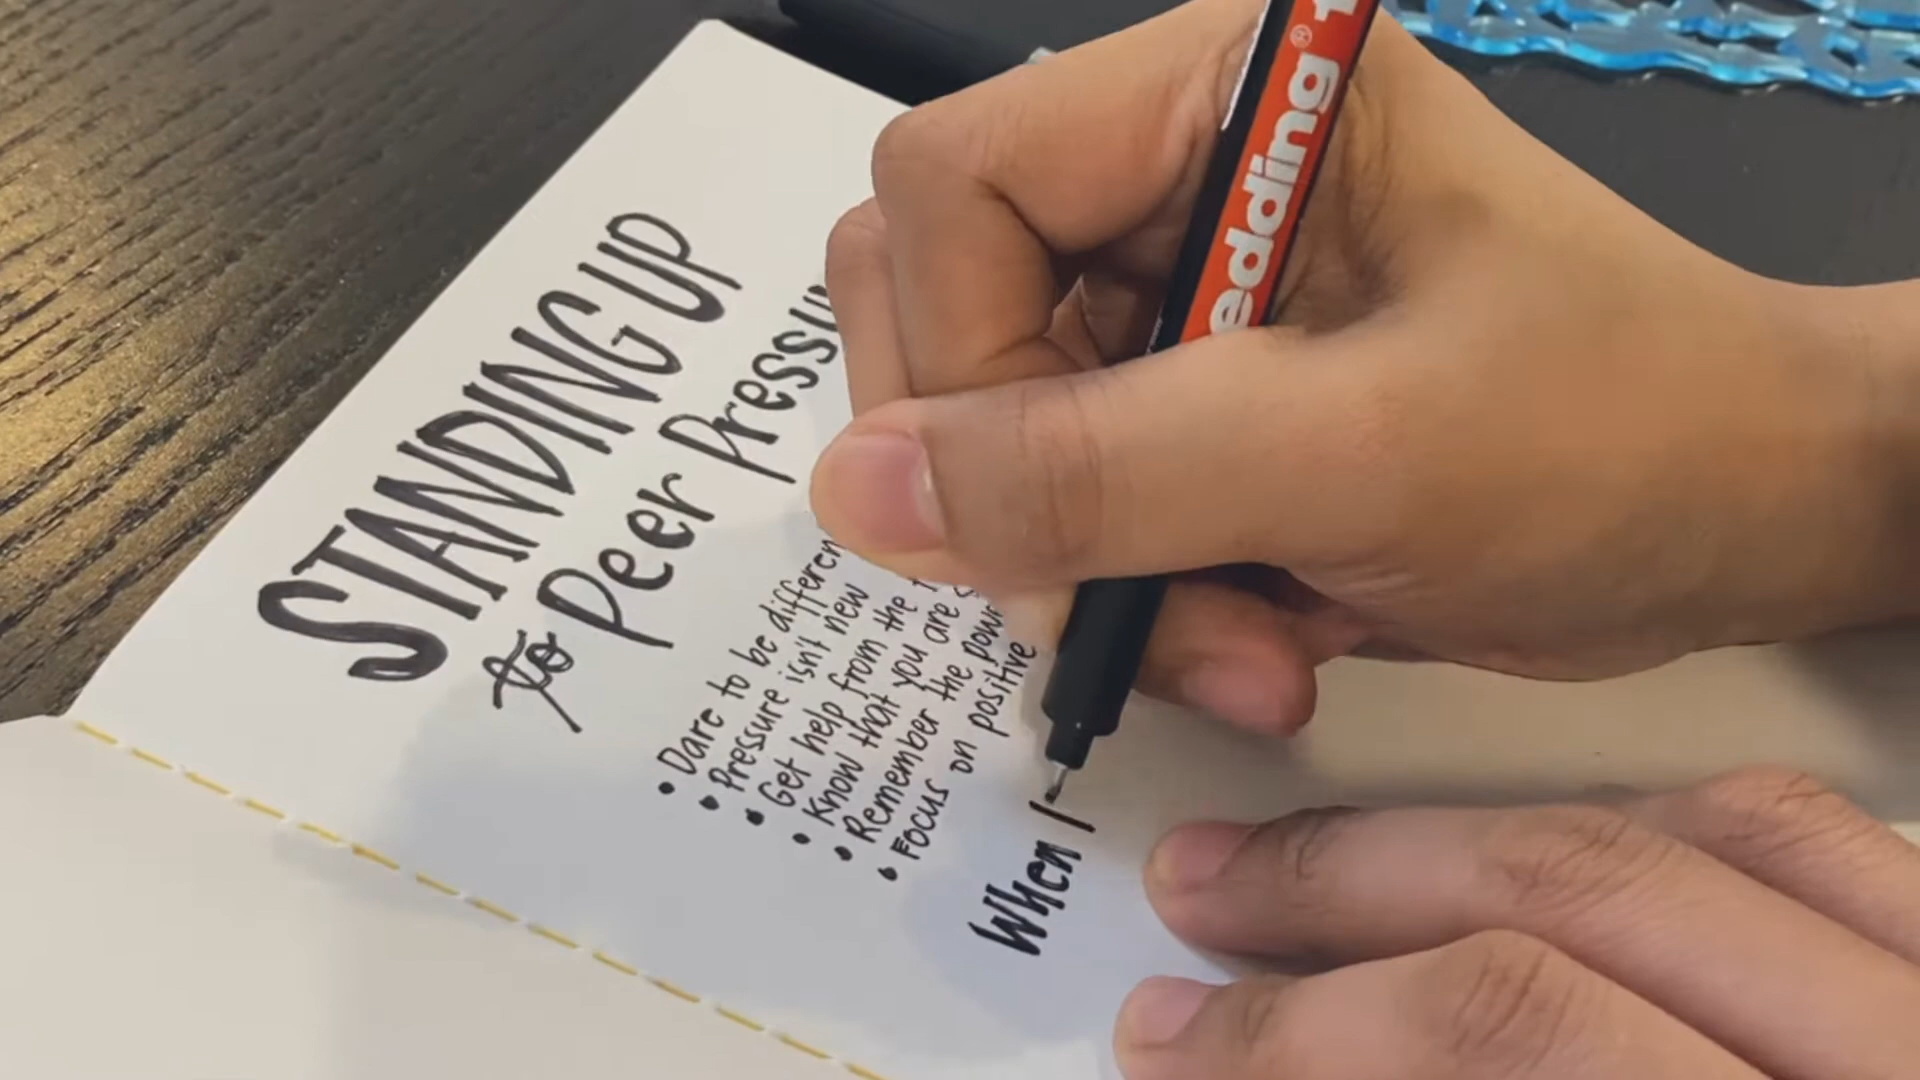 STANDING UP
to Peer
• Dare to be
• Pressure isn't new
• Get help from the
• Know that you are
• Remember the
• Focus on positive
When I
edding